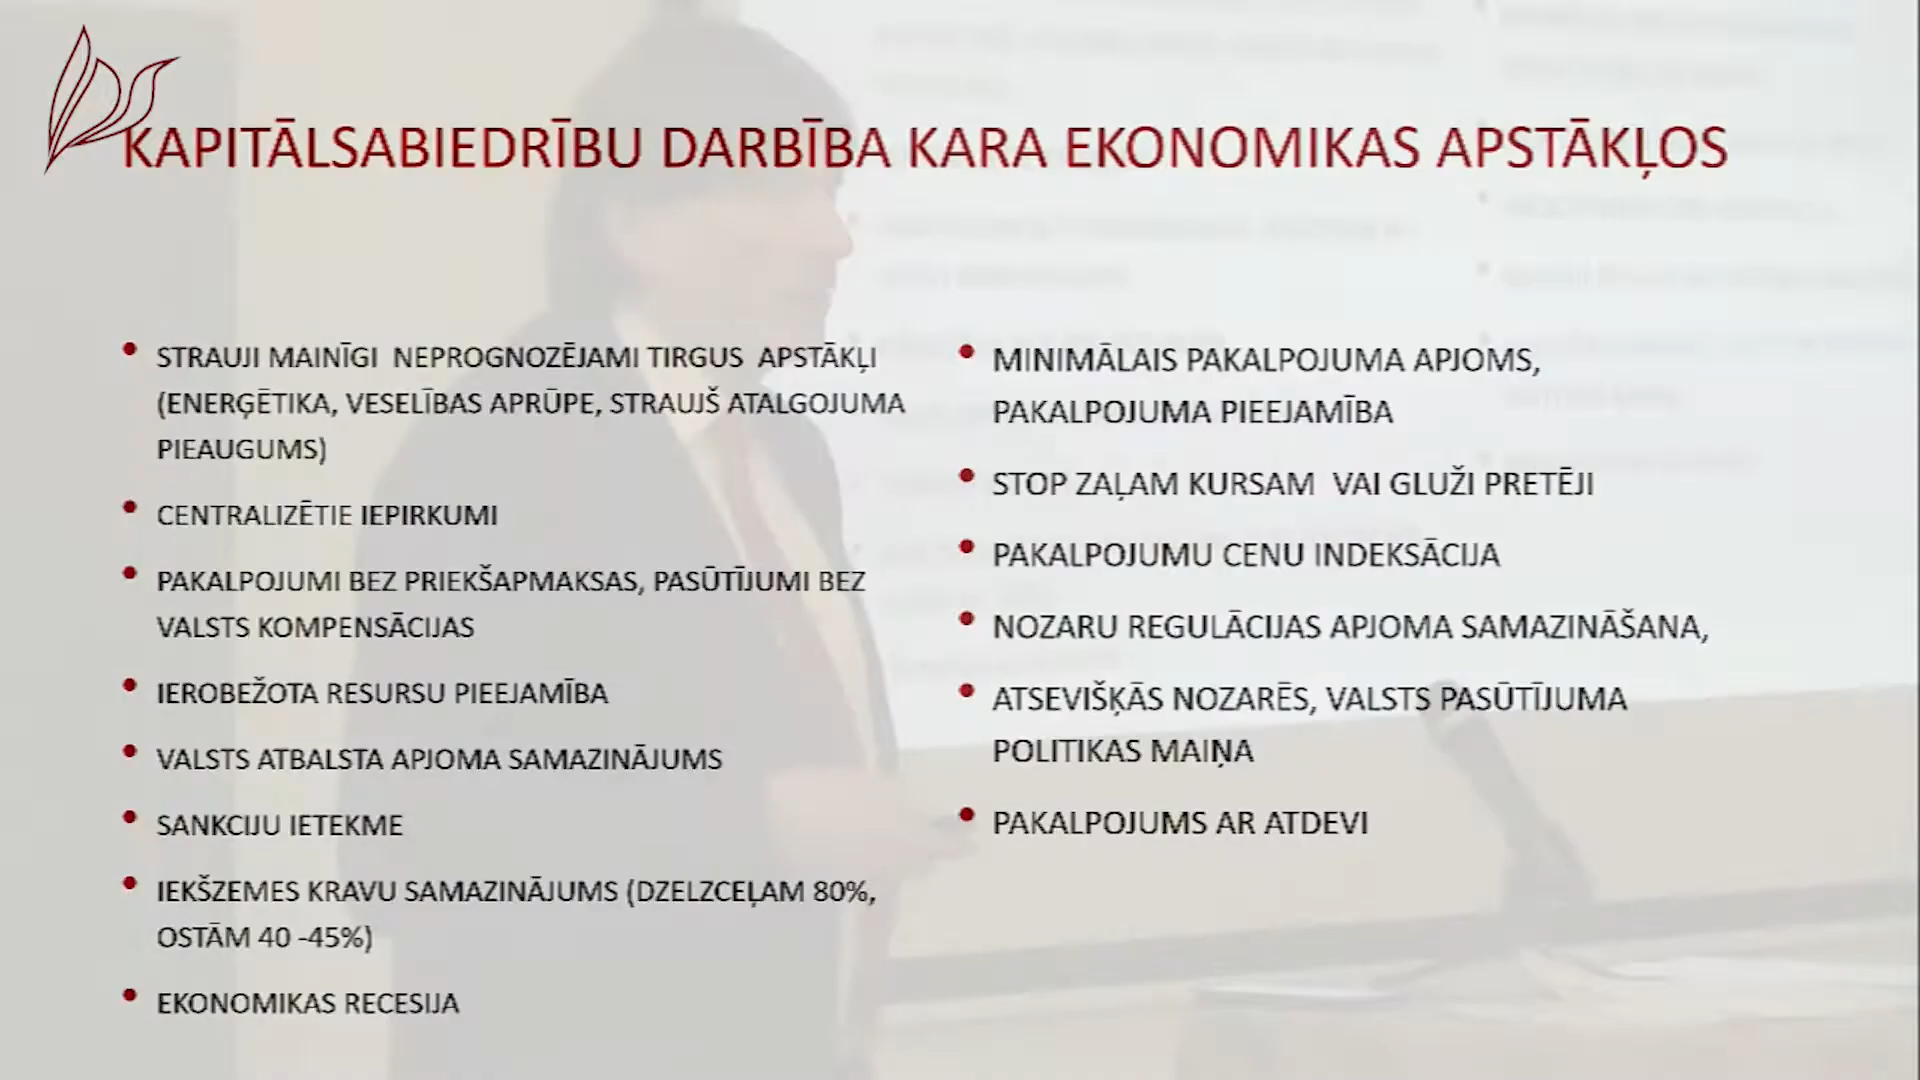 KAPITĀLSABIEDRĪBU DARBĪBA KARA EKONOMIKAS APSTĀKĻOS
• STRAUJI MAINĪGI NEPROGNOZĒJAMI TIRGUS APSTĀKĻI
(ENERĢĒTIKA, VESELĪBAS APRŪPE, STRAUJŠ ATALGOJUMA
PIEAUGUMS)
• CENTRALIZĒTIE IEPIRKUMI
• PAKALPOJUMI BEZ PRIEKŠAPMAKSAS, PASŪTĪJUMI BEZ
VALSTS KOMPENSĀCIJAS
• IEROBEŽOTA RESURSU PIEEJAMĪBA
• VALSTS ATBALSTA APJOMA SAMAZINĀJUMS
• SANKCIJU IETEKME
• IEKŠZEMES KRAVU SAMAZINĀJUMS (DZELZCEĻAM 80%,
OSTĀM 40 -45%)
• EKONOMIKAS RECESIJA
• MINIMĀLAIS PAKALPOJUMA APJOMS,
PAKALPOJUMA PIEEJAMĪBA
• STOP ZAĻAM KURSAM VAI GLUŽI PRETĒJI
• PAKALPOJUMU CENU INDEKSĀCIJA
• NOZARU REGULĀCIJAS APJOMA SAMAZINĀŠANA,
• ATSEVIŠĶĀS NOZARĒS, VALSTS PASŪTĪJUMA
POLITIKAS MAIŅA
• PAKALPOJUMS AR ATDEVI